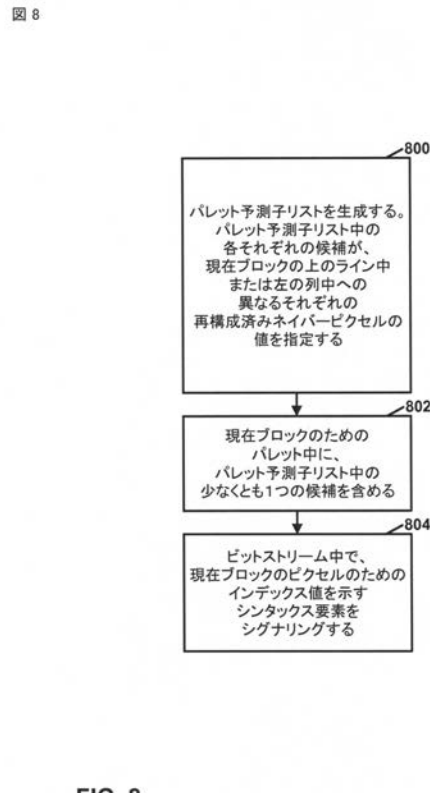 図 8
800
パレット予測子リストを生成する。
パレット予測子リスト中の
各それぞれの候補が、
現在ブロックの上のライン中
または左の列中への
異なるそれぞれの
再構成済みネイバーピクセルの
値を指定する
802
現在ブロックのための
パレット中に、
パレット予測子リスト中の
少なくとも1つの候補を含める
804
ビットストリーム中で、
現在ブロックのピクセルのための
インデックス値を示す
シンタックス要素を
シグナリングする